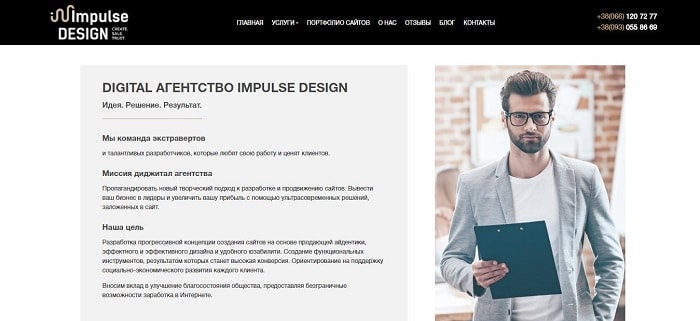 impulse
DESIGN
CREATE.
SALE.
TRUST.
ГЛАВНАЯ УСЛУГИ ПОРТФОЛИО САЙТОВ О НАС ОТЗЫВЫ БЛОГ КОНТАКТЫ
+38(066) 120 72 77
+38(093) 055 86 69
DIGITAL АГЕНТСТВО IMPULSE DESIGN
Идея. Решение. Результат.
Мы команда экстравертов
и талантливых разработчиков, которые любят свою работу и ценят клиентов.
Миссия диджитал агентства
Пропагандировать новый творческий подход к разработке и продвижению сайтов. Вывести
ваш бизнес в лидеры и увеличить вашу прибыль с помощью ультрасовременных решений,
заложенных в сайт.
Наша цель
Разработка прогрессивной концепции создания сайтов на основе продающей айдентики,
эффектного и эффективного дизайна и удобного юзабилити. Создание функциональных
инструментов, результатом которых станет высокая конверсия. Ориентирование на поддержку
социально-экономического развития каждого клиента.
Вносим вклад в улучшение благосостояния общества, предоставляя безграничные
возможности заработка в Интернете.